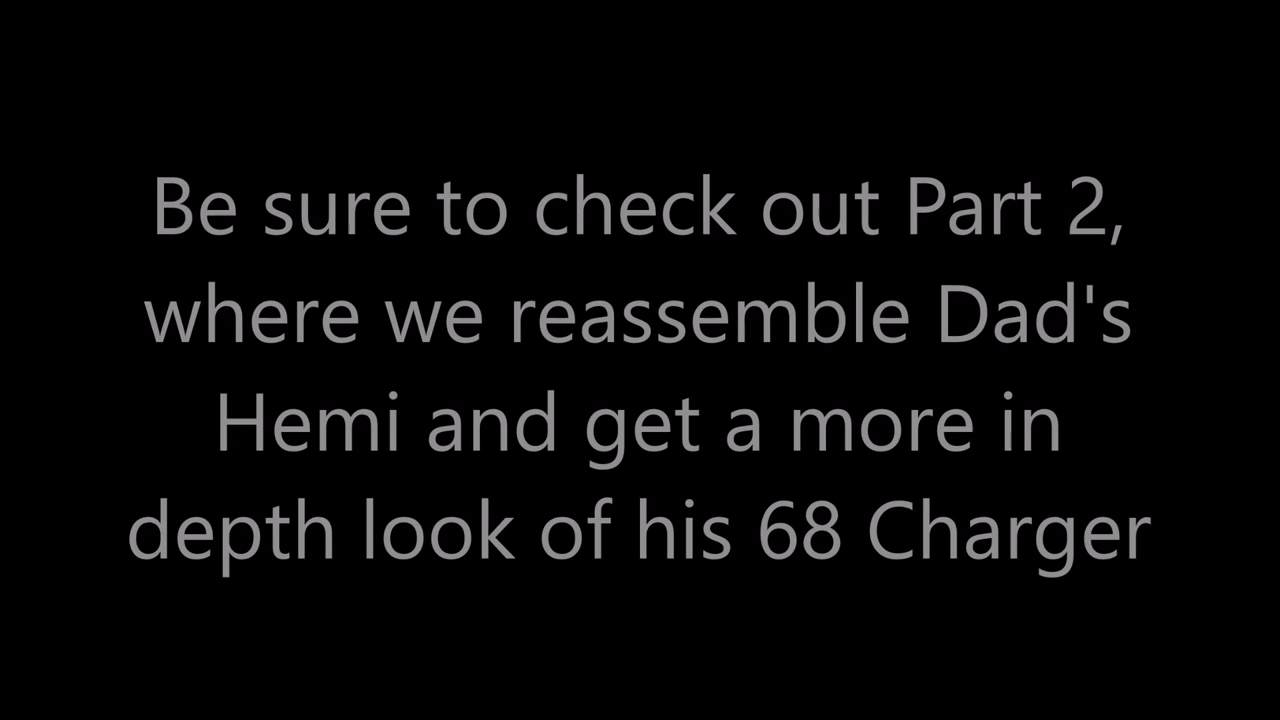 Be sure to check out Part 2,
where we reassemble Dad's
Hemi and get a more in
depth look of his 68 Charger